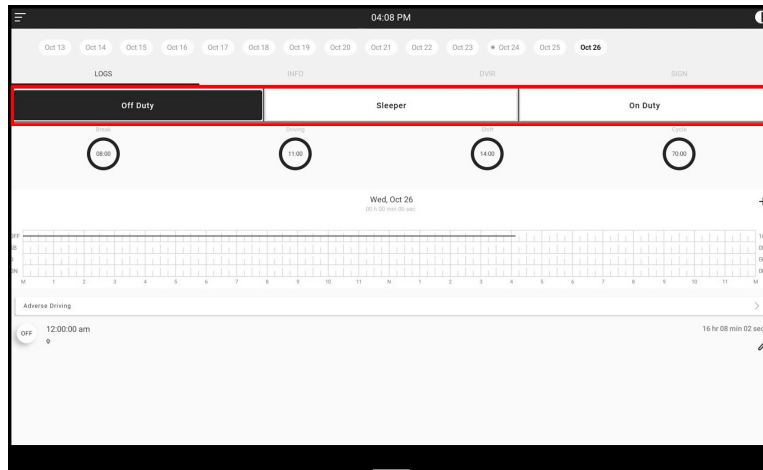 04:08 PM
Oct 13 Oct 14 Oct 15 Oct 16 Oct 17 Oct 18 Oct 19 Oct 20 Oct 21 Oct 22 Oct 23 Oct 24 Oct 25 Oct 26
LOGS INFO DVIR SIGN
Off Duty Sleeper On Duty
Break Driving Shift Cycle
08:00 11:00 14:00 70:00
Wed, Oct 26
00 h 00 min 00 sec
M 1 2 3 4 5 6 7 8 9 10 11 N 1 2 3 4 5 6 7 8 9 10 11 M
Adverse Driving
OFF 12:00:00 am 16 hr 08 min 02 sec